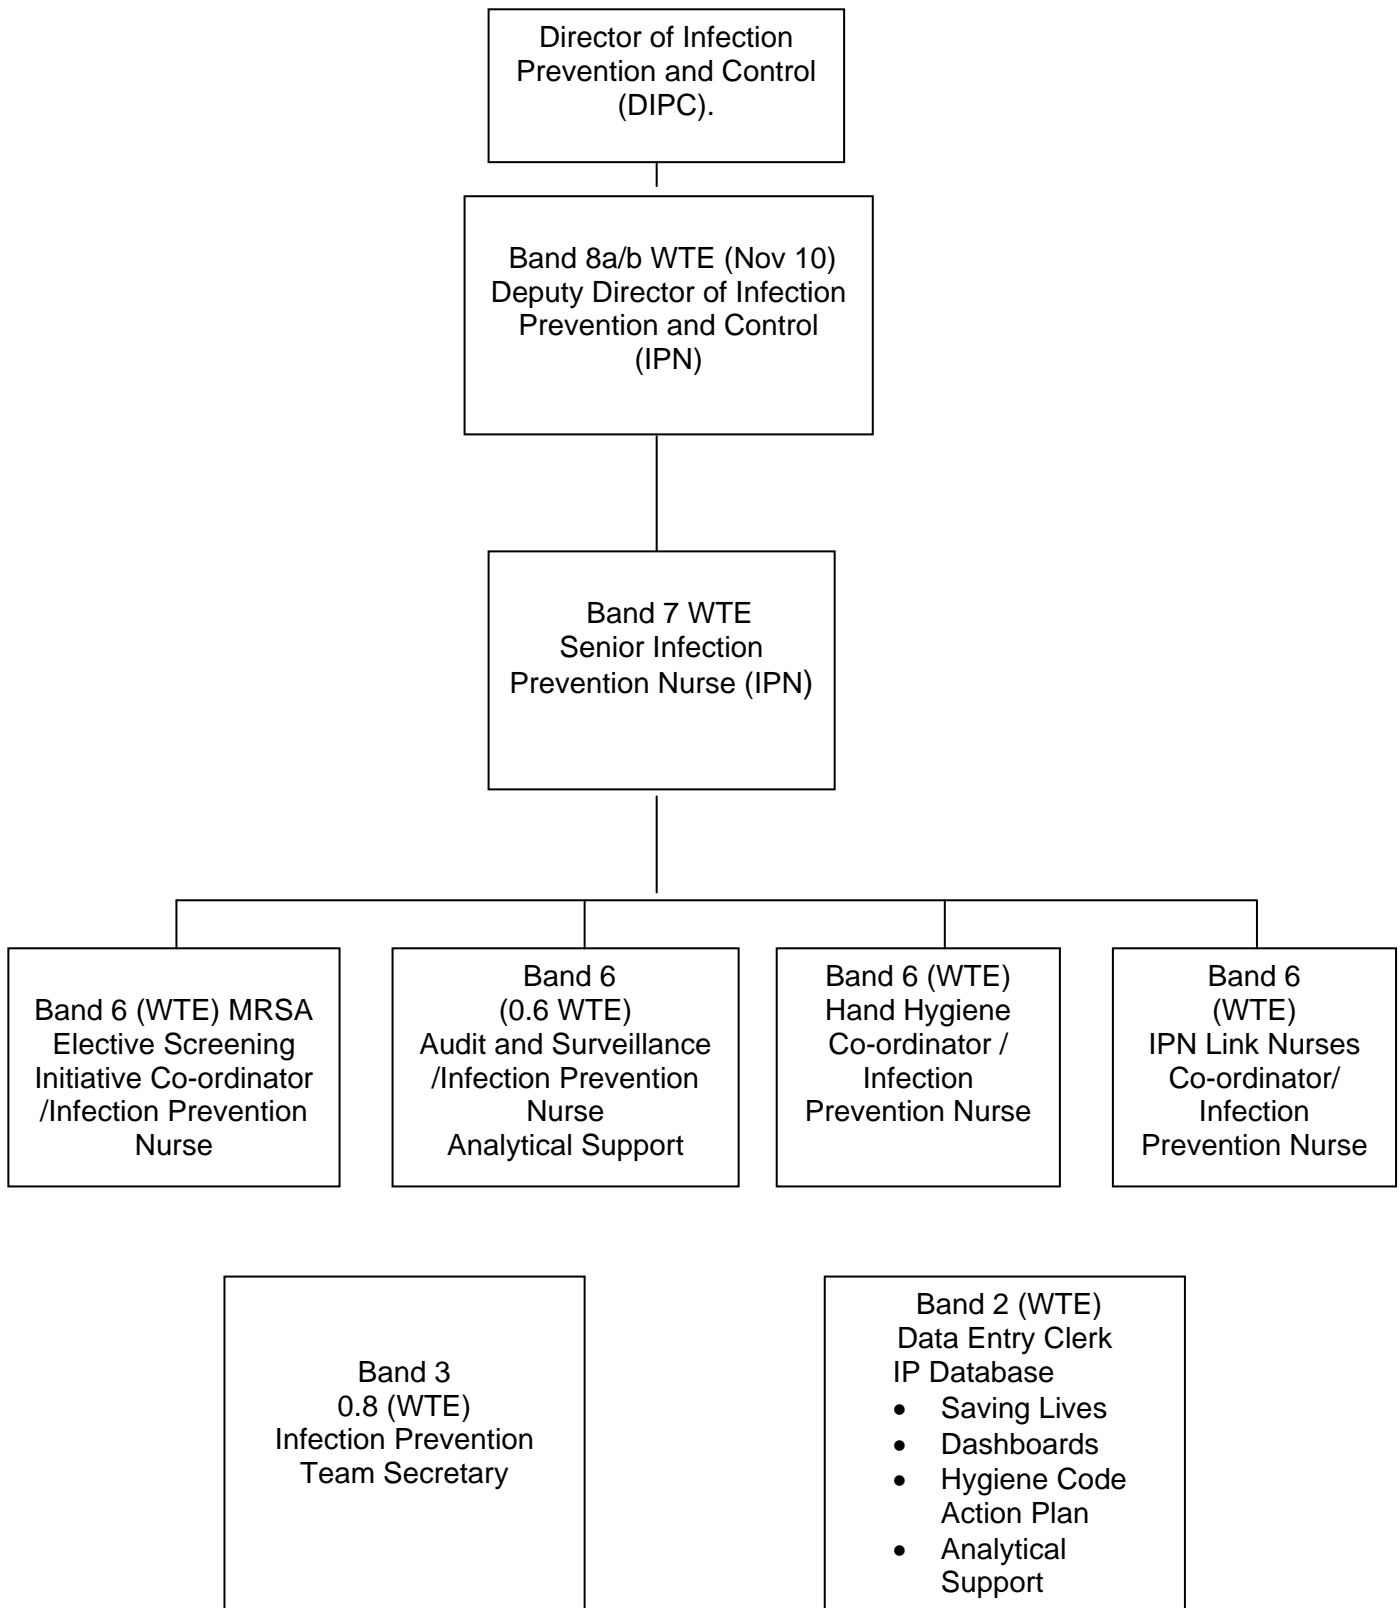 Director of Infection
Prevention and Control
(DIPC).
Band 8a/b WTE (Nov 10)
Deputy Director of Infection
Prevention and Control
(IPN)
Band 7 WTE
Senior Infection
Prevention Nurse (IPN)
Band 6 (WTE) MRSA
Elective Screening
Initiative Co-ordinator
/Infection Prevention
Nurse
Band 6
(0.6 WTE)
Audit and Surveillance
/Infection Prevention
Nurse
Analytical Support
Band 6 (WTE)
Hand Hygiene
Co-ordinator /
Infection
Prevention Nurse
Band 6
(WTE)
IPN Link Nurses
Co-ordinator/
Infection
Prevention Nurse
Band 3
0.8 (WTE)
Infection Prevention
Team Secretary
Band 2 (WTE)
Data Entry Clerk
IP Database
• Saving Lives
• Dashboards
• Hygiene Code
Action Plan
• Analytical
Support